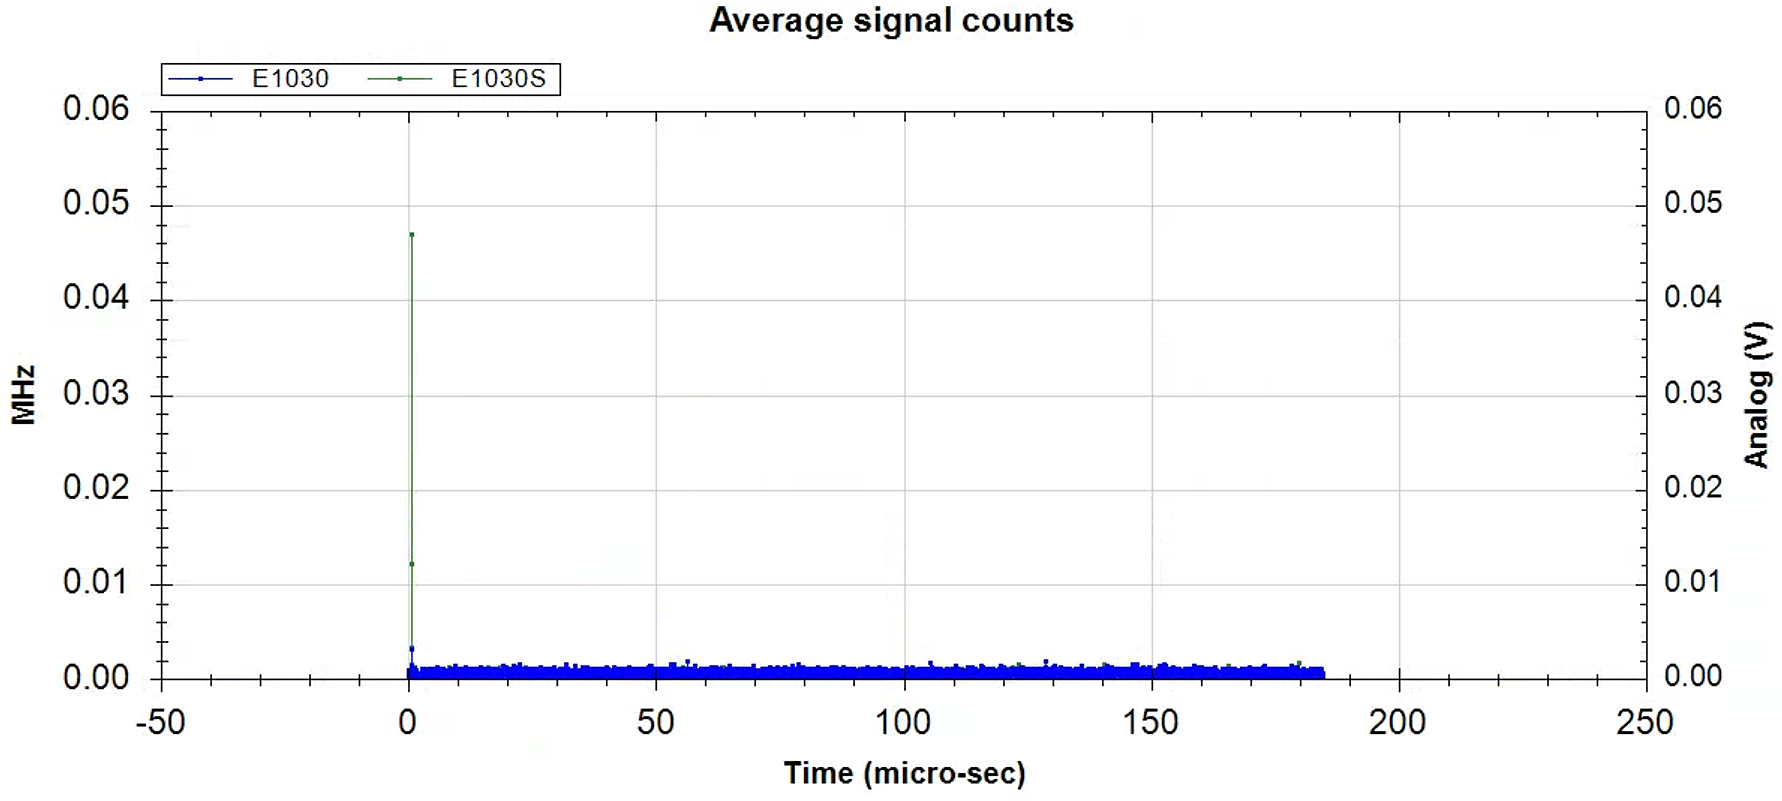 Average signal counts
E1030 E1030S
0.06 0.06
0.05 0.05
0.04 0.04
0.03 0.03
0.02 0.02
0.01 0.01
0.00 0.00
MHz
Analog (V)
-50 0 50 100 150 200 250
Time (micro-sec)